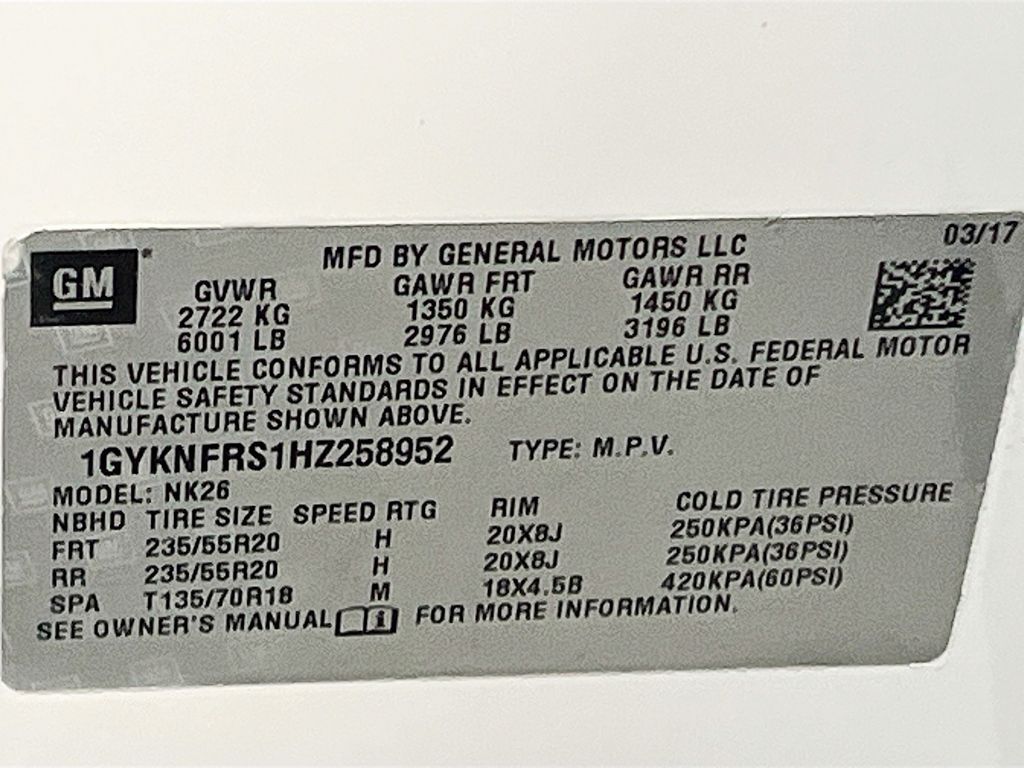 03/17
GM MFD BY GENERAL MOTORS LLC
GVWR GAWR FRT GAWR RR
2722 KG 1350 KG 1450 KG
6001 LB 2976 LB 3196 LB
THIS VEHICLE CONFORMS TO ALL APPLICABLE U.S. FEDERAL MOTOR
VEHICLE SAFETY STANDARDS IN EFFECT ON THE DATE OF
MANUFACTURE SHOWN ABOVE.
1GYKNFRS1HZ258952 TYPE: M.P.V.
MODEL: NK26
NBHD TIRE SIZE SPEED RTG RIM COLD TIRE PRESSURE
FRT 235/55R20 H 20X8J 250KPA(36PSI)
RR 235/55R20 H 20X8J 250KPA(36PSI)
SPA T135/70R18 M 18X4.5B 420KPA(60PSI)
SEE OWNER'S MANUAL FOR MORE INFORMATION.